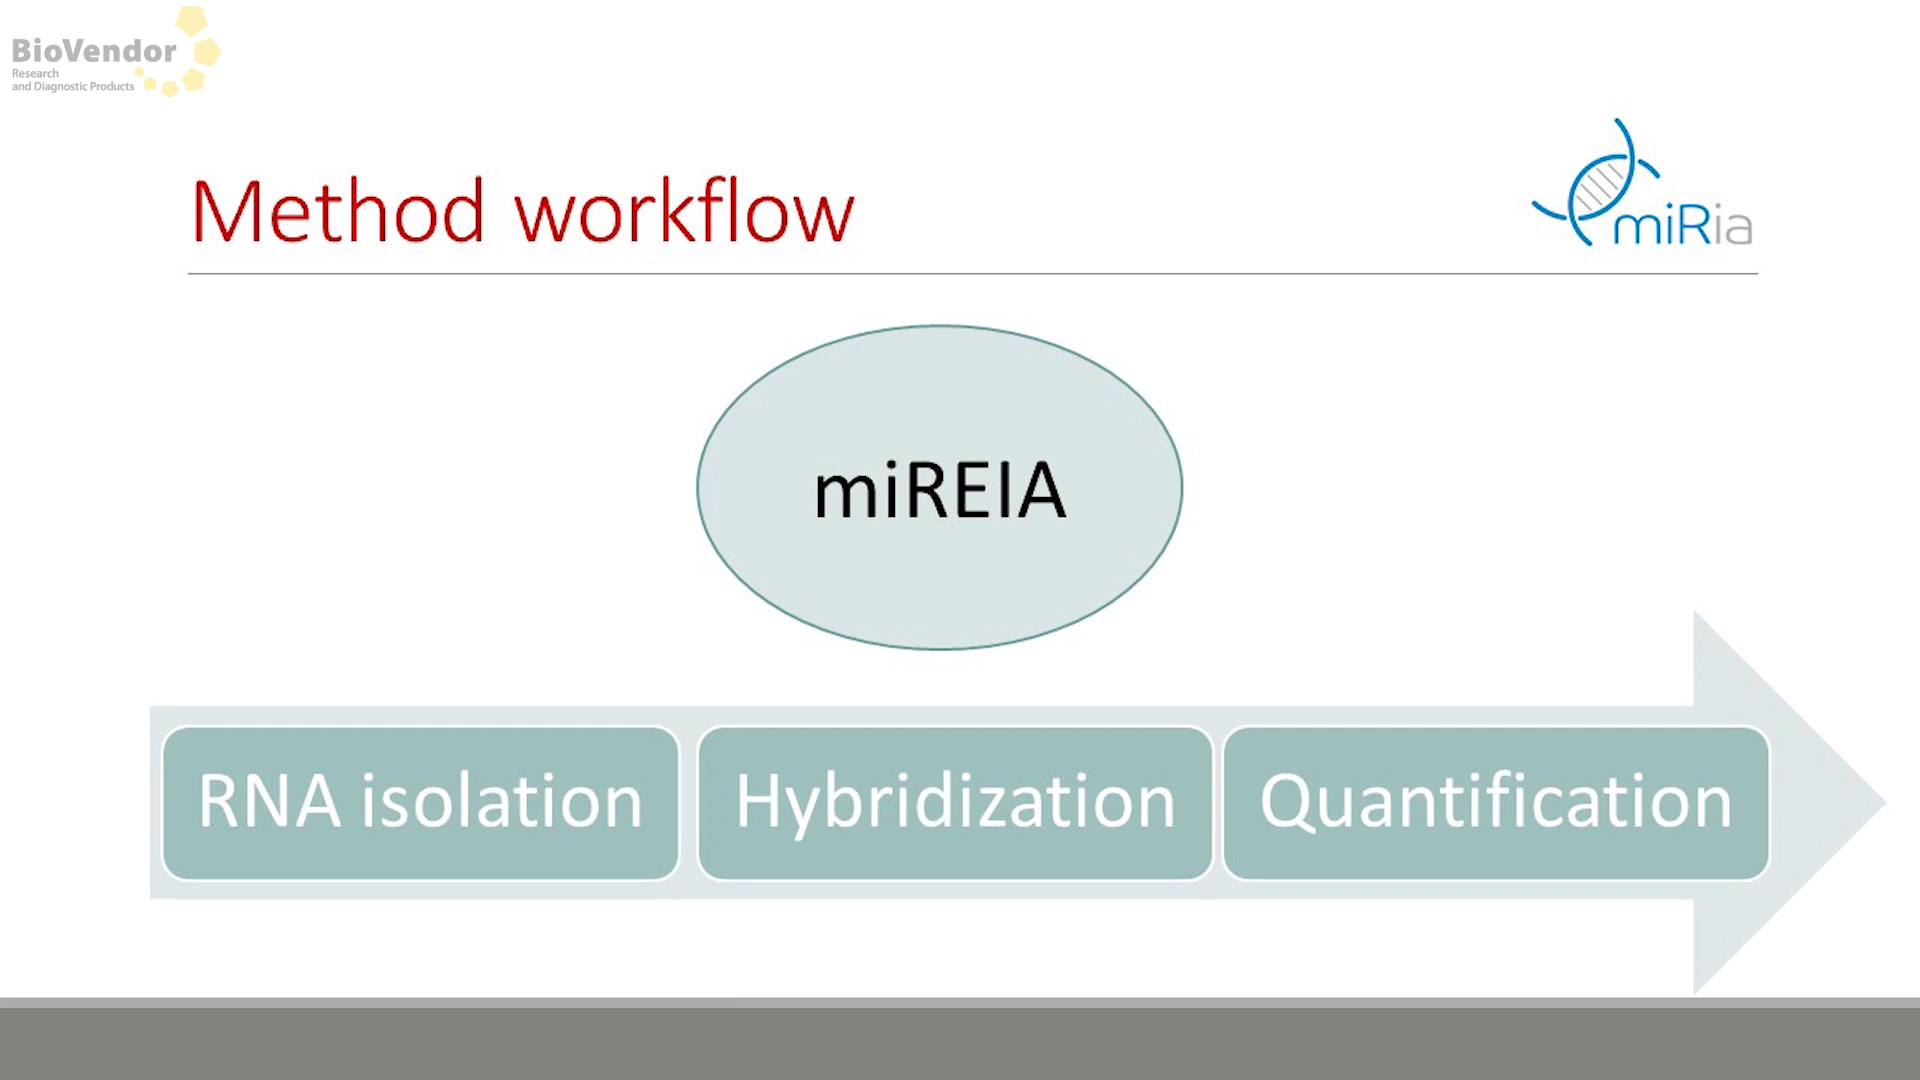 BioVendor
Research
and Diagnostic Products
Method workflow
miRia
miREIA
RNA isolation
Hybridization
Quantification